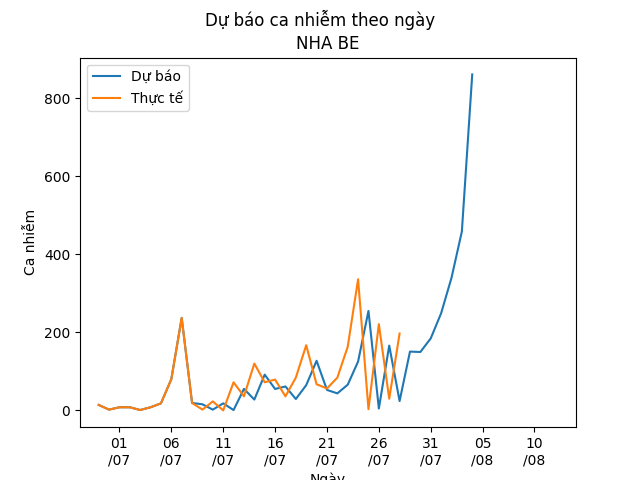 Dự báo ca nhiễm theo ngày
NHA BE
Dự báo
Thực tế
Ca nhiễm
800
600
400
200
0
01 06 11 16 21 26 31 05 10
/07 /07 /07 /07 /07 /07 /07 /08 /08
Ngày